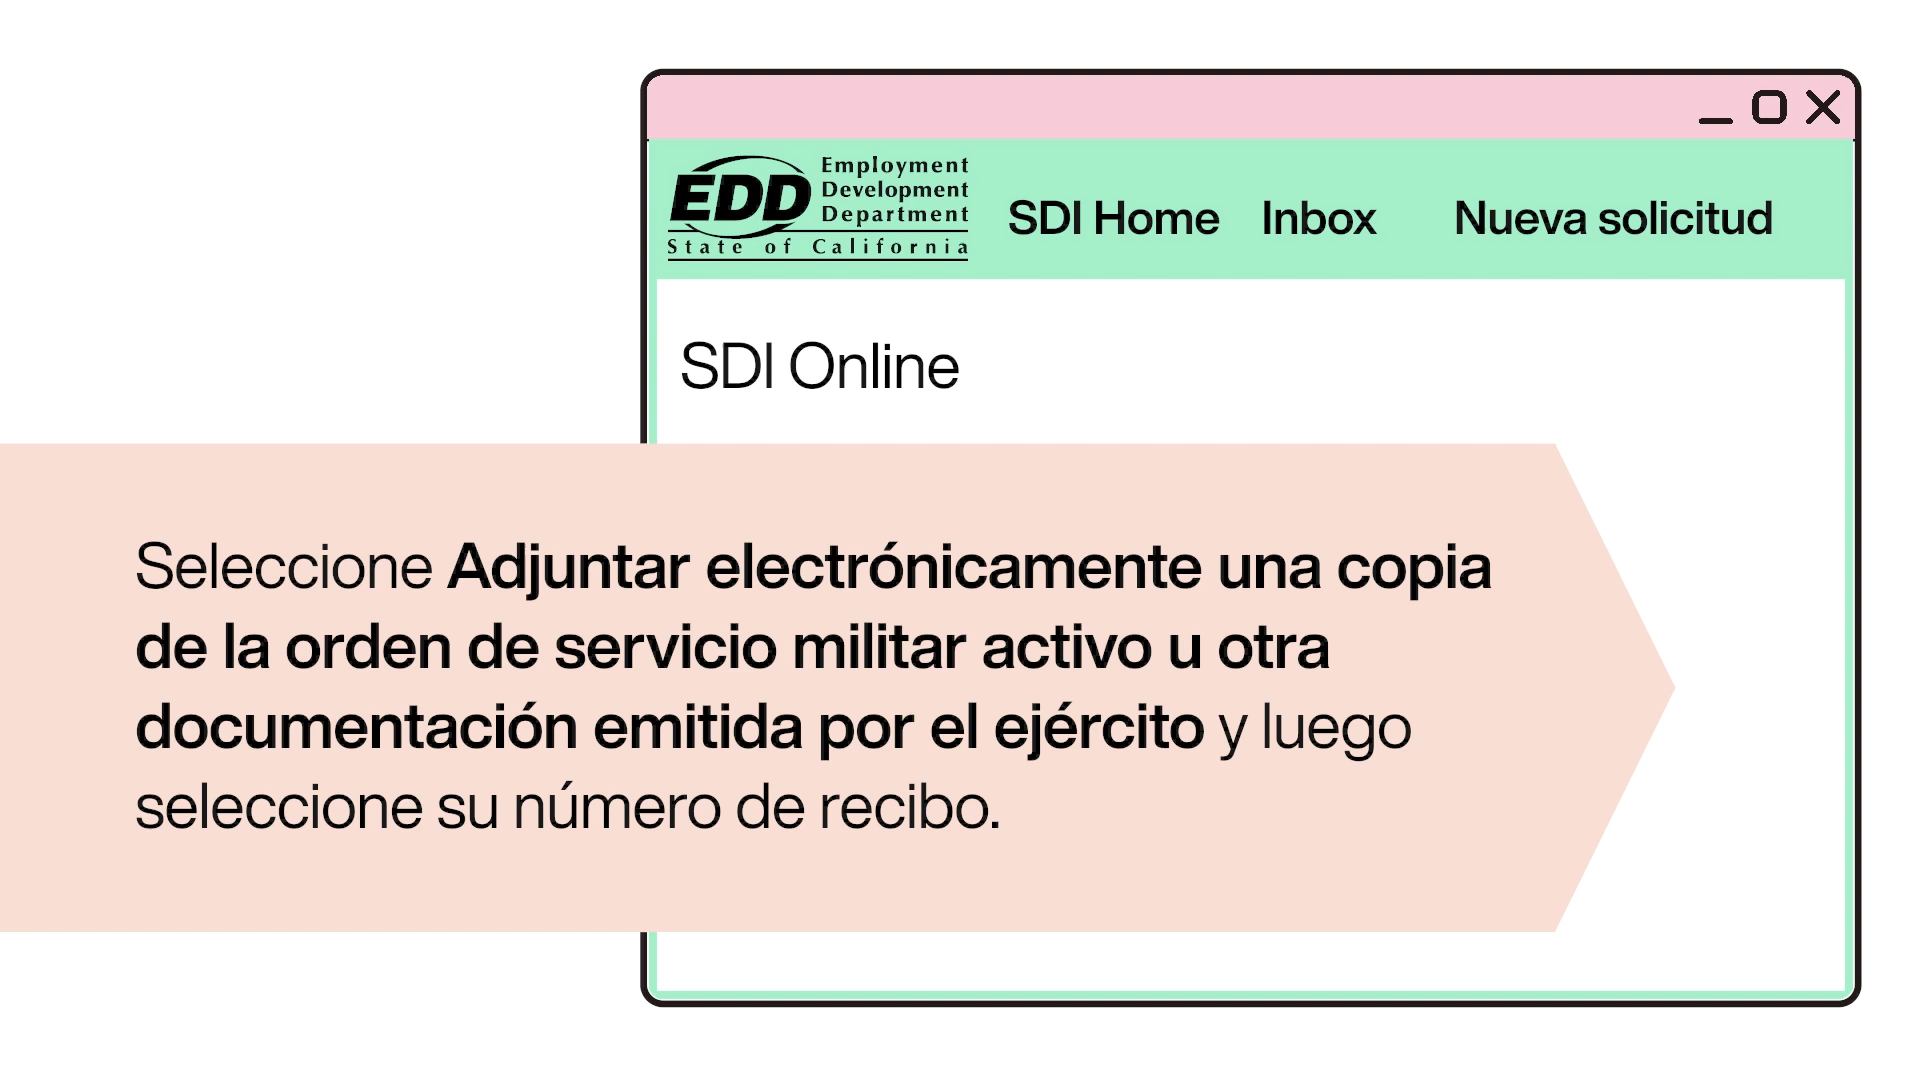 EDD
Employment
Development
Department
State of California
SDI Home
Inbox
Nueva solicitud
SDI Online
Seleccione Adjuntar electrónicamente una copia
de la orden de servicio militar activo u otra
documentación emitida por el ejército y luego
seleccione su número de recibo.